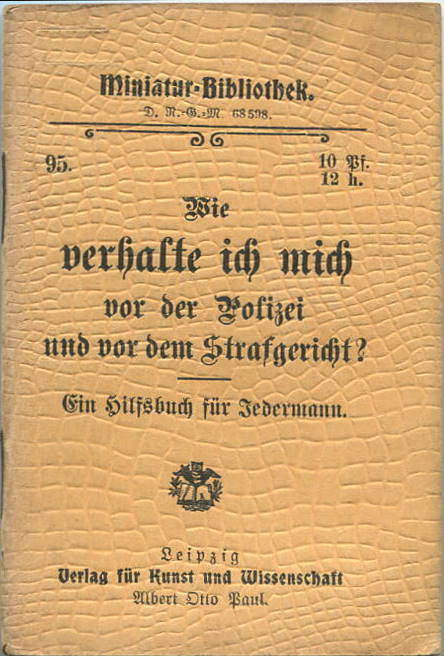 Miniatur-Bibliothek.
D. R.-G.-M. 68598.
95.
10 Pf.
12 h.
Wie
verhalte ich mich
vor der Polizei
und vor dem Strafgericht?
Ein Hilfsbuch für Jedermann.
Leipzig
Verlag für Kunst und Wissenschaft
Albert Otto Paul.